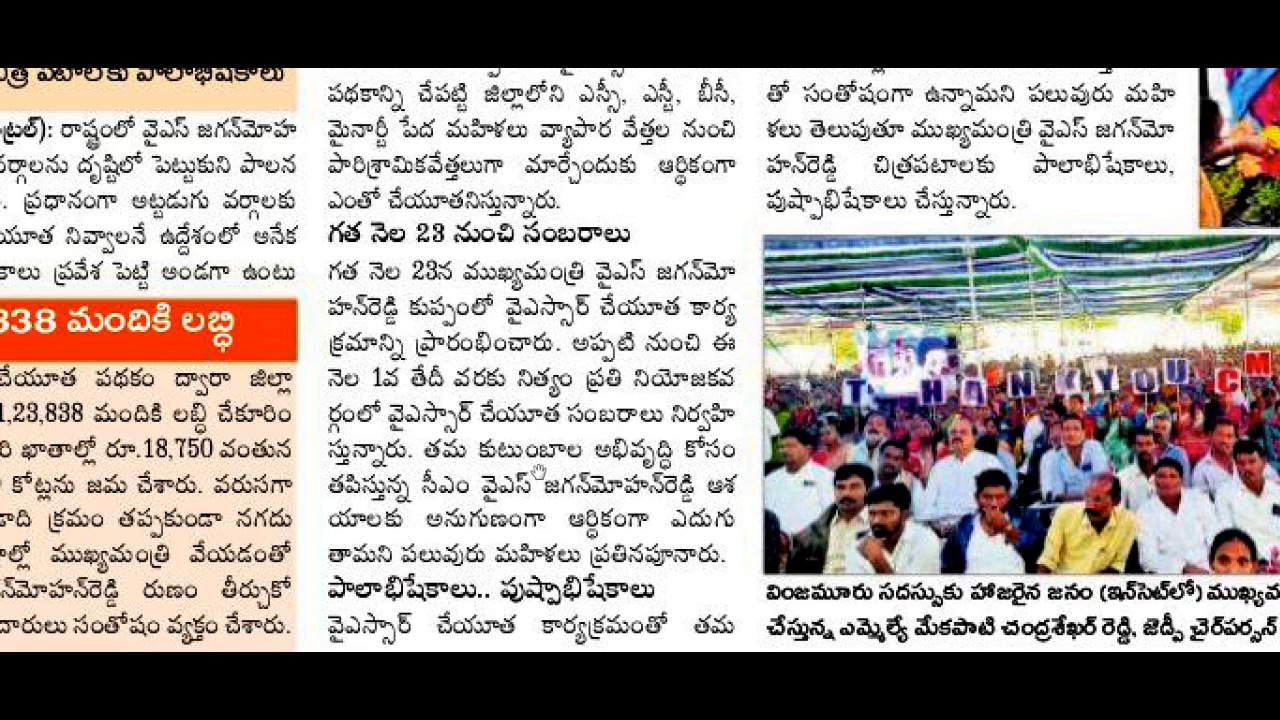 పటాలకు పాలాభిషేకాలు
ంట్రల్): రాష్ట్రంలో వైఎస్ జగన్‌మోహ
వర్గాలను దృష్టిలో పెట్టుకుని పాలన
. ప్రధానంగా అట్టడుగు వర్గాలకు
యూత నివ్వాలనే ఉద్దేశంలో అనేక
కాలు ప్రవేశ పెట్టి అండగా ఉంటు
838 మందికి లబ్ధి
చేయూత పథకం ద్వారా జిల్లా
1,23,838 మందికి లబ్ధి చేకూరిం
రి ఖాతాల్లో రూ.18,750 వంతున
కోట్లను జమ చేశారు. వరుసగా
డాది క్రమం తప్పకుండా నగదు
ాల్లో ముఖ్యమంత్రి వేయడంతో
న్‌మోహన్‌రెడ్డి రుణం తీర్చుకో
దారులు సంతోషం వ్యక్తం చేశారు.
పథకాన్ని చేపట్టి జిల్లాలోని ఎస్సీ, ఎస్టీ, బీసీ,
మైనార్టీ పేద మహిళలు వ్యాపార వేత్తల నుంచి
పారిశ్రామికవేత్తలుగా మార్చేందుకు ఆర్థికంగా
ఎంతో చేయూతనిస్తున్నారు.
గత నెల 23 నుంచి సంబరాలు
గత నెల 23న ముఖ్యమంత్రి వైఎస్ జగన్‌మో
హన్‌రెడ్డి కుప్పంలో వైఎస్సార్ చేయూత కార్య
క్రమాన్ని ప్రారంభించారు. అప్పటి నుంచి ఈ
నెల 1వ తేదీ వరకు నిత్యం ప్రతి నియోజకవ
ర్గంలో వైఎస్సార్ చేయూత సంబరాలు నిర్వహి
స్తున్నారు. తమ కుటుంబాల అభివృద్ధి కోసం
తపిస్తున్న సీఎం వైఎస్ జగన్‌మోహన్‌రెడ్డి ఆశ
యాలకు అనుగుణంగా ఆర్థికంగా ఎదుగు
తామని పలువురు మహిళలు ప్రతినపూనారు.
పాలాభిషేకాలు.. పుష్పాభిషేకాలు
వైఎస్సార్ చేయూత కార్యక్రమంతో తమ
తో సంతోషంగా ఉన్నామని పలువురు మహి
ళలు తెలుపుతూ ముఖ్యమంత్రి వైఎస్ జగన్‌మో
హన్‌రెడ్డి చిత్రపటాలకు పాలాభిషేకాలు,
పుష్పాభిషేకాలు చేస్తున్నారు.
THANK YOU CM
వింజమూరు సదస్సుకు హాజరైన జనం (ఇన్‌సెట్‌లో) ముఖ్యమ
చేస్తున్న ఎమ్మెల్యే మేకపాటి చంద్రశేఖర్ రెడ్డి, జెడ్పీ చైర్‌పర్సన్